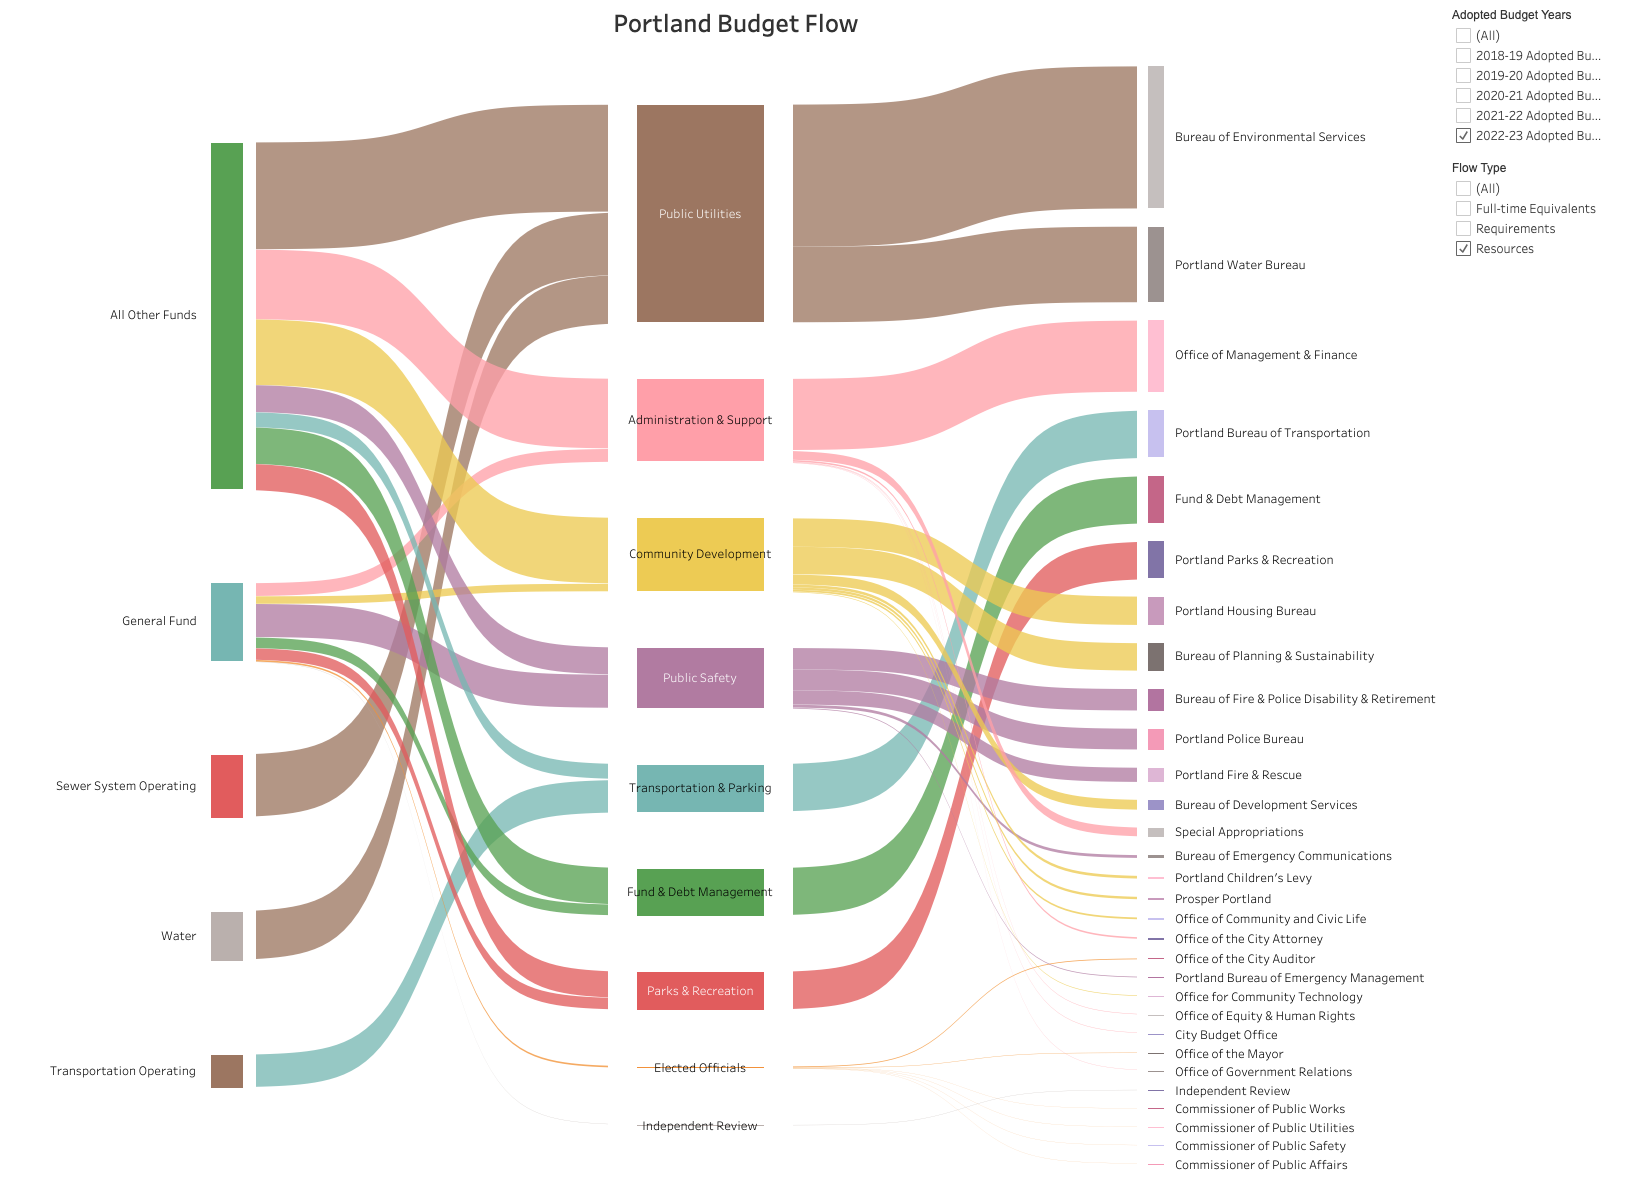 Portland Budget Flow
Adopted Budget Years
(All)
2018-19 Adopted Bu...
2019-20 Adopted Bu...
2020-21 Adopted Bu...
2021-22 Adopted Bu...
2022-23 Adopted Bu...
Flow Type
(All)
Full-time Equivalents
Requirements
Resources
All Other Funds
General Fund
Sewer System Operating
Water
Transportation Operating
Public Utilities
Administration & Support
Community Development
Public Safety
Transportation & Parking
Fund & Debt Management
Parks & Recreation
Elected Officials
Independent Review
Bureau of Environmental Services
Portland Water Bureau
Office of Management & Finance
Portland Bureau of Transportation
Fund & Debt Management
Portland Parks & Recreation
Portland Housing Bureau
Bureau of Planning & Sustainability
Bureau of Fire & Police Disability & Retirement
Portland Police Bureau
Portland Fire & Rescue
Bureau of Development Services
Special Appropriations
Bureau of Emergency Communications
Portland Children's Levy
Prosper Portland
Office of Community and Civic Life
Office of the City Attorney
Office of the City Auditor
Portland Bureau of Emergency Management
Office for Community Technology
Office of Equity & Human Rights
City Budget Office
Office of the Mayor
Office of Government Relations
Independent Review
Commissioner of Public Works
Commissioner of Public Utilities
Commissioner of Public Safety
Commissioner of Public Affairs